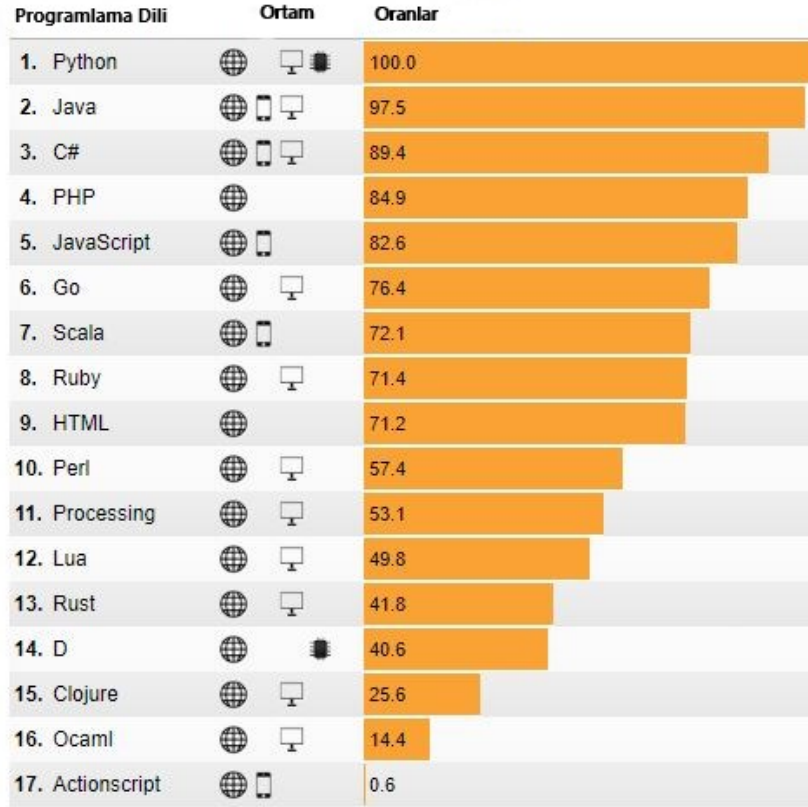 Programlama Dili Ortam Oranlar
1. Python 100.0
2. Java 97.5
3. C# 89.4
4. PHP 84.9
5. JavaScript 82.6
6. Go 76.4
7. Scala 72.1
8. Ruby 71.4
9. HTML 71.2
10. Perl 57.4
11. Processing 53.1
12. Lua 49.8
13. Rust 41.8
14. D 40.6
15. Clojure 25.6
16. Ocaml 14.4
17. Actionscript 0.6